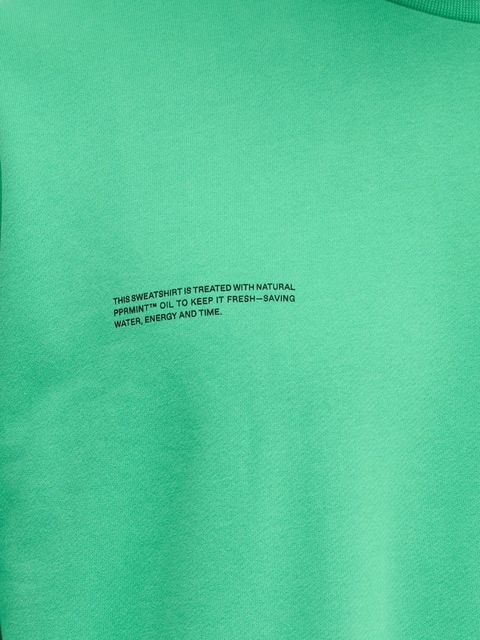 THIS SWEATSHIRT IS TREATED WITH NATURAL
PPRMINT™ OIL TO KEEP IT FRESH—SAVING
WATER, ENERGY AND TIME.